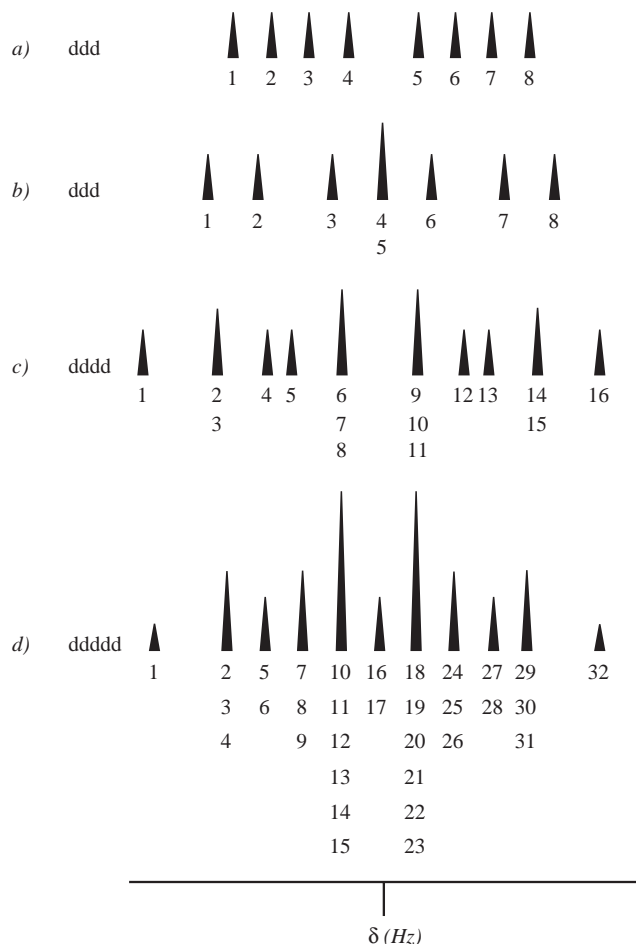 a) ddd
1 2 3 4 5 6 7 8
b) ddd
1 2 3 4 6 7 8
5
c) dddd
1 2 4 5 6 9 12 13 14 16
3 7 10 15
8 11
d) ddddd
1 2 5 7 10 16 18 24 27 29 32
3 6 8 11 17 19 25 28 30
4 9 12 20 26 31
13 21
14 22
15 23
δ (Hz)